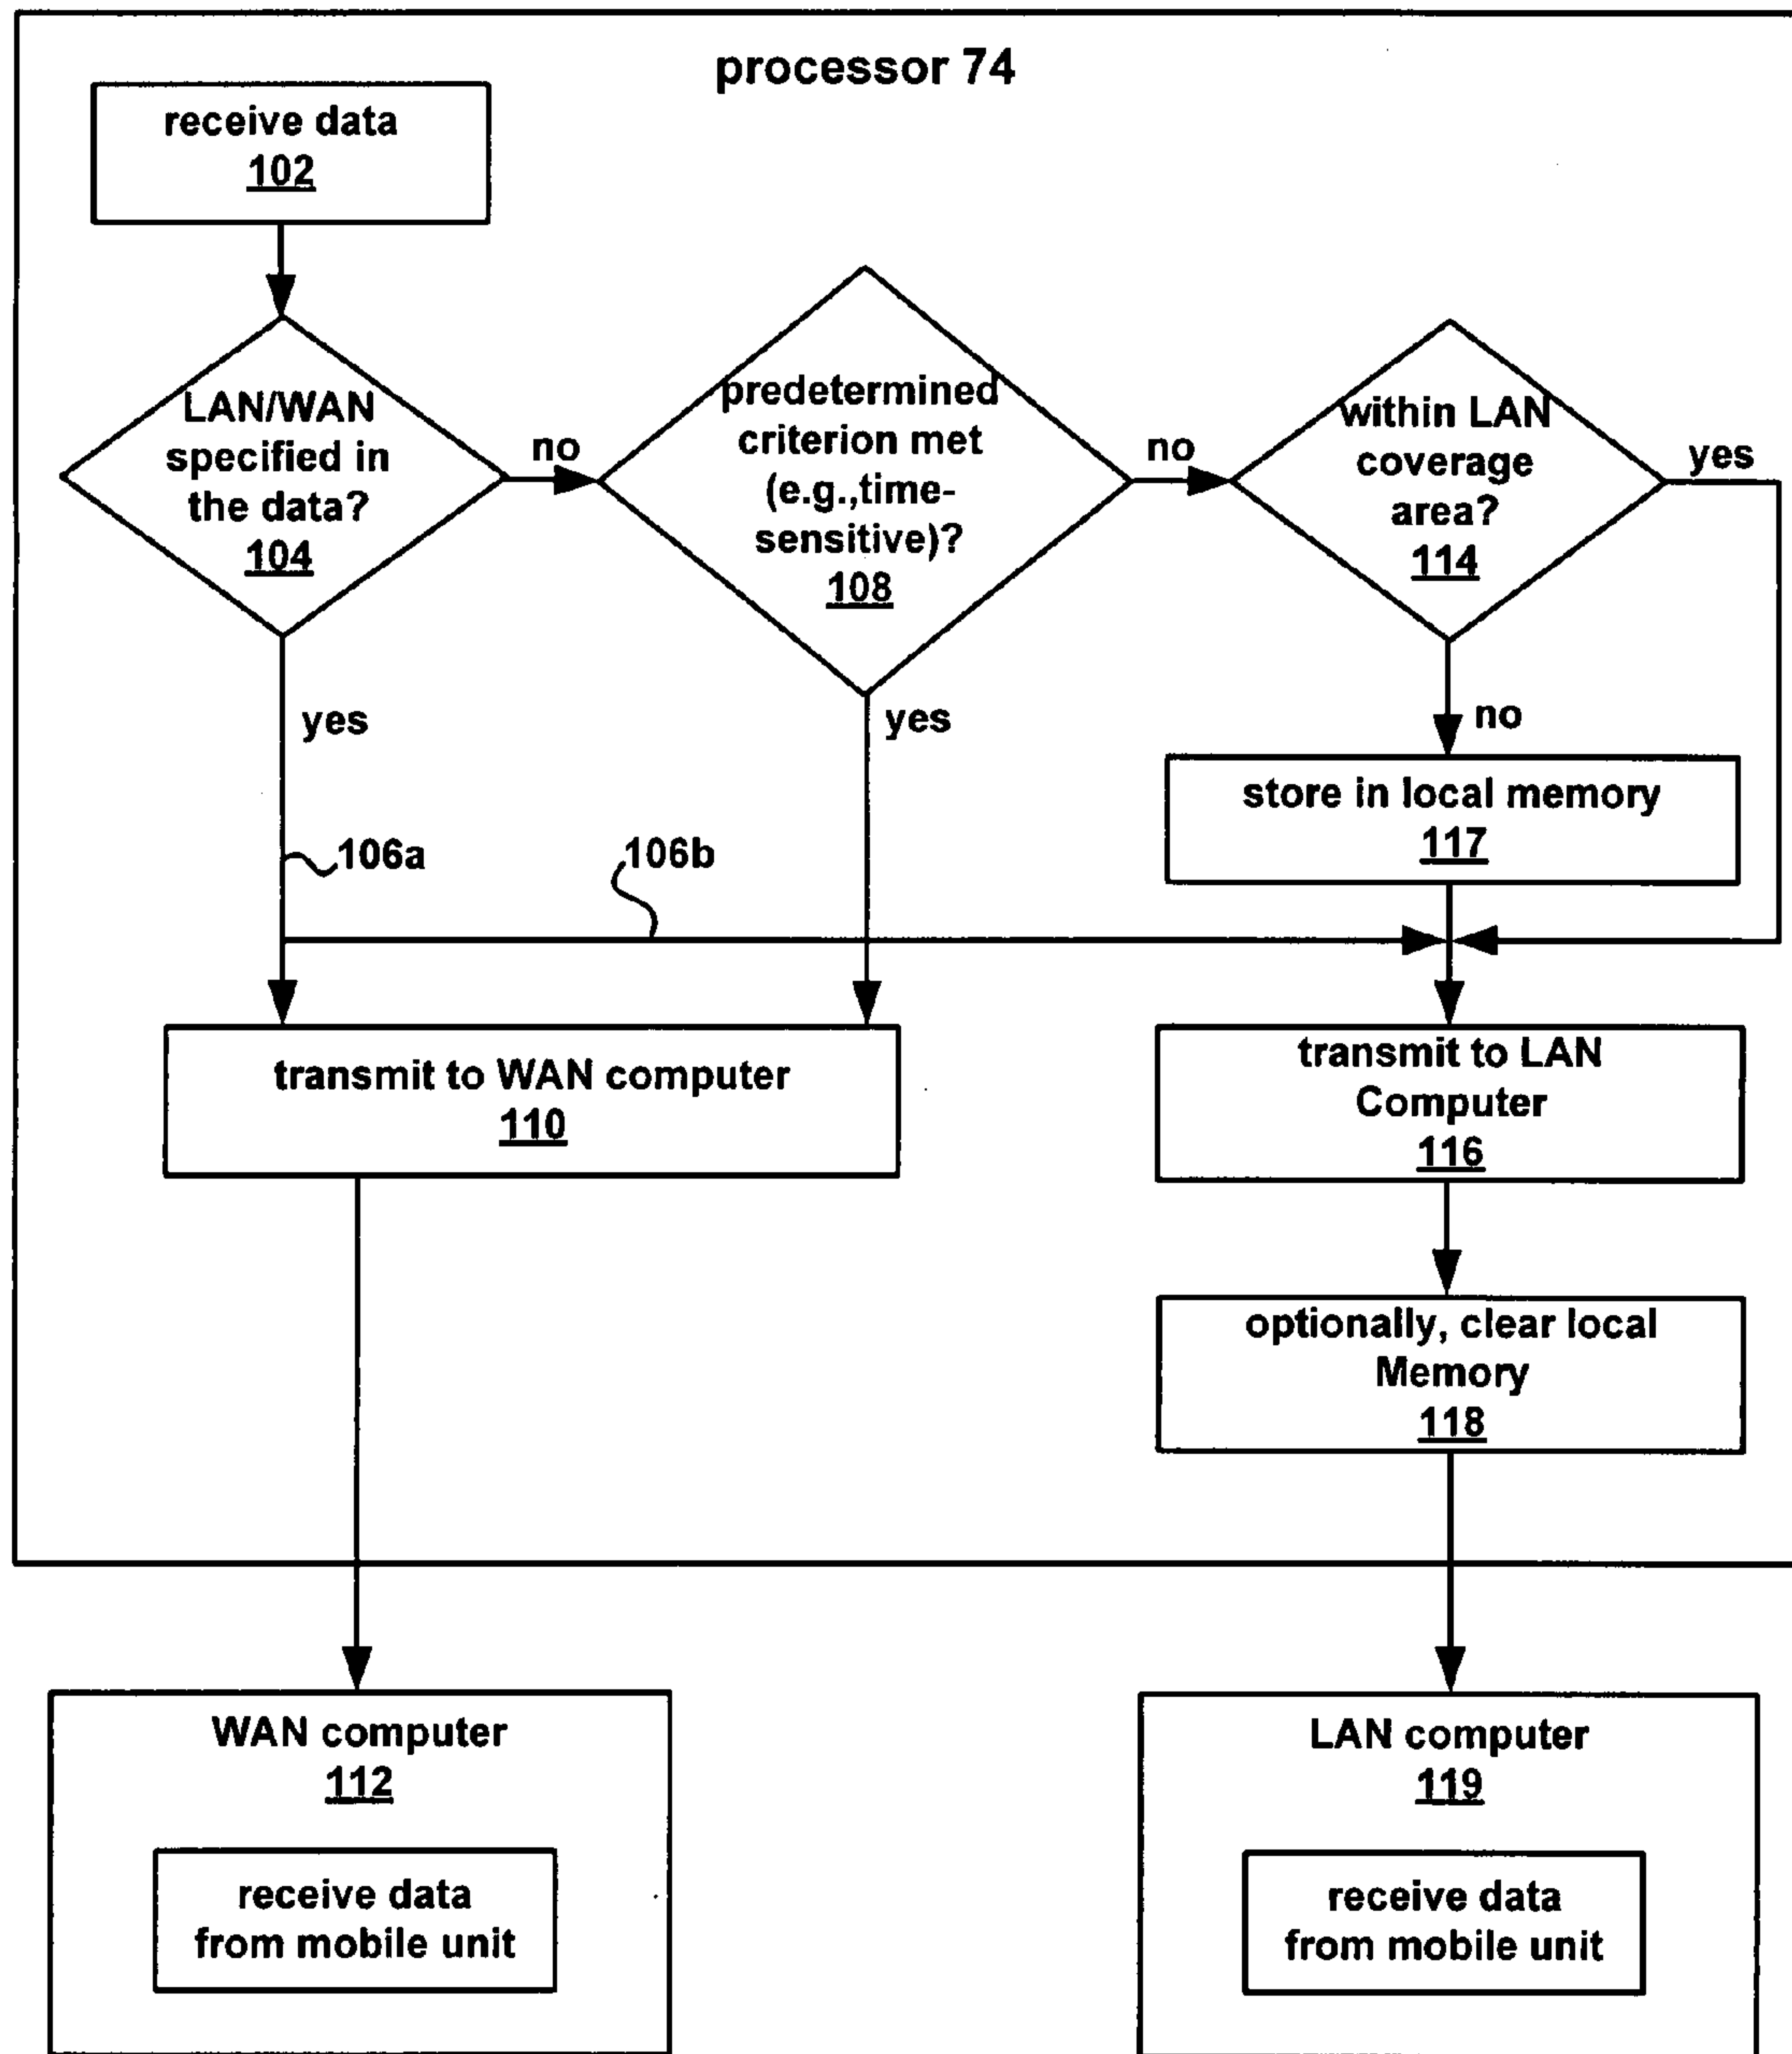 processor 74
receive data
102
LAN/WAN
specified in
the data?
104
no
predetermined
criterion met
(e.g.,time-
sensitive)?
108
no
within LAN
coverage
area?
114
yes
yes
yes
no
store in local memory
117
106a
106b
transmit to WAN computer
110
transmit to LAN
Computer
116
optionally, clear local
Memory
118
WAN computer
112
receive data
from mobile unit
LAN computer
119
receive data
from mobile unit